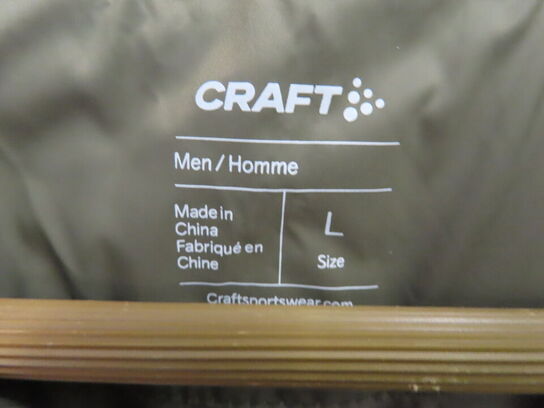 CRAFT
Men / Homme
Made in
China
Fabriqué en
Chine
L
Size
Craftsportswear.com